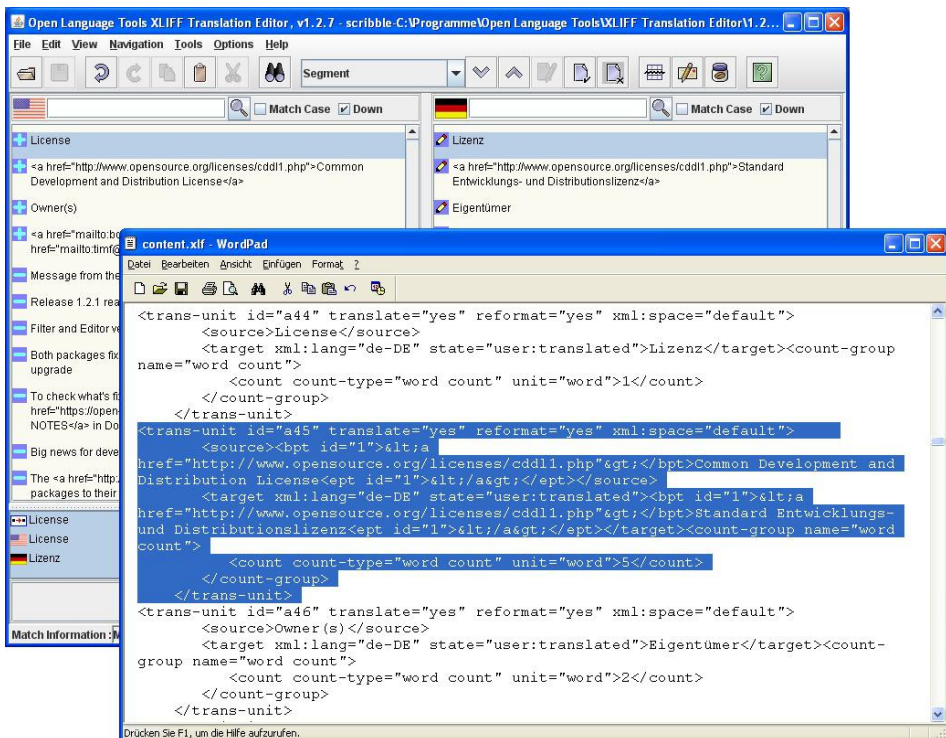 Open Language Tools XLIFF Translation Editor, v1.2.7 - scribble-C:\Programme\Open Language Tools\XLIFF Translation Editor\1.2...
File Edit View Navigation Tools Options Help
Segment
Match Case Down
Match Case Down
License
Lizenz
<a href="http://www.opensource.org/licenses/cddl1.php">Common
Development and Distribution License</a>
<a href="http://www.opensource.org/licenses/cddl1.php">Standard
Entwicklungs- und Distributionslizenz</a>
Owner(s)
Eigentümer
<a href="mailto:bo
href="mailto:timf@
Message from the
Release 1.2.1 rea
Filter and Editor ve
Both packages fix
upgrade
To check what's fi
href="https://open-
NOTES</a> in Do
Big news for deve
The <a href="http:
packages to their
License
License
Lizenz
Match Information :
content.xlf - WordPad
Datei Bearbeiten Ansicht Einfügen Format ?
<trans-unit id="a44" translate="yes" reformat="yes" xml:space="default">
<source>License</source>
<target xml:lang="de-DE" state="user:translated">Lizenz</target><count-group
name="word count">
<count count-type="word count" unit="word">1</count>
</count-group>
</trans-unit>
<trans-unit id="a45" translate="yes" reformat="yes" xml:space="default">
<source><bpt id="1">&lt;a
href="http://www.opensource.org/licenses/cddl1.php"&gt;</bpt>Common Development and
Distribution License<ept id="1">&lt;/a&gt;</ept></source>
<target xml:lang="de-DE" state="user:translated"><bpt id="1">&lt;a
href="http://www.opensource.org/licenses/cddl1.php"&gt;</bpt>Standard Entwicklungs-
und Distributionslizenz<ept id="1">&lt;/a&gt;</ept></target><count-group name="word
count">
<count count-type="word count" unit="word">5</count>
</count-group>
</trans-unit>
<trans-unit id="a46" translate="yes" reformat="yes" xml:space="default">
<source>Owner(s)</source>
<target xml:lang="de-DE" state="user:translated">Eigentümer</target><count-
group name="word count">
<count count-type="word count" unit="word">2</count>
</count-group>
</trans-unit>
Drücken Sie F1, um die Hilfe aufzurufen.